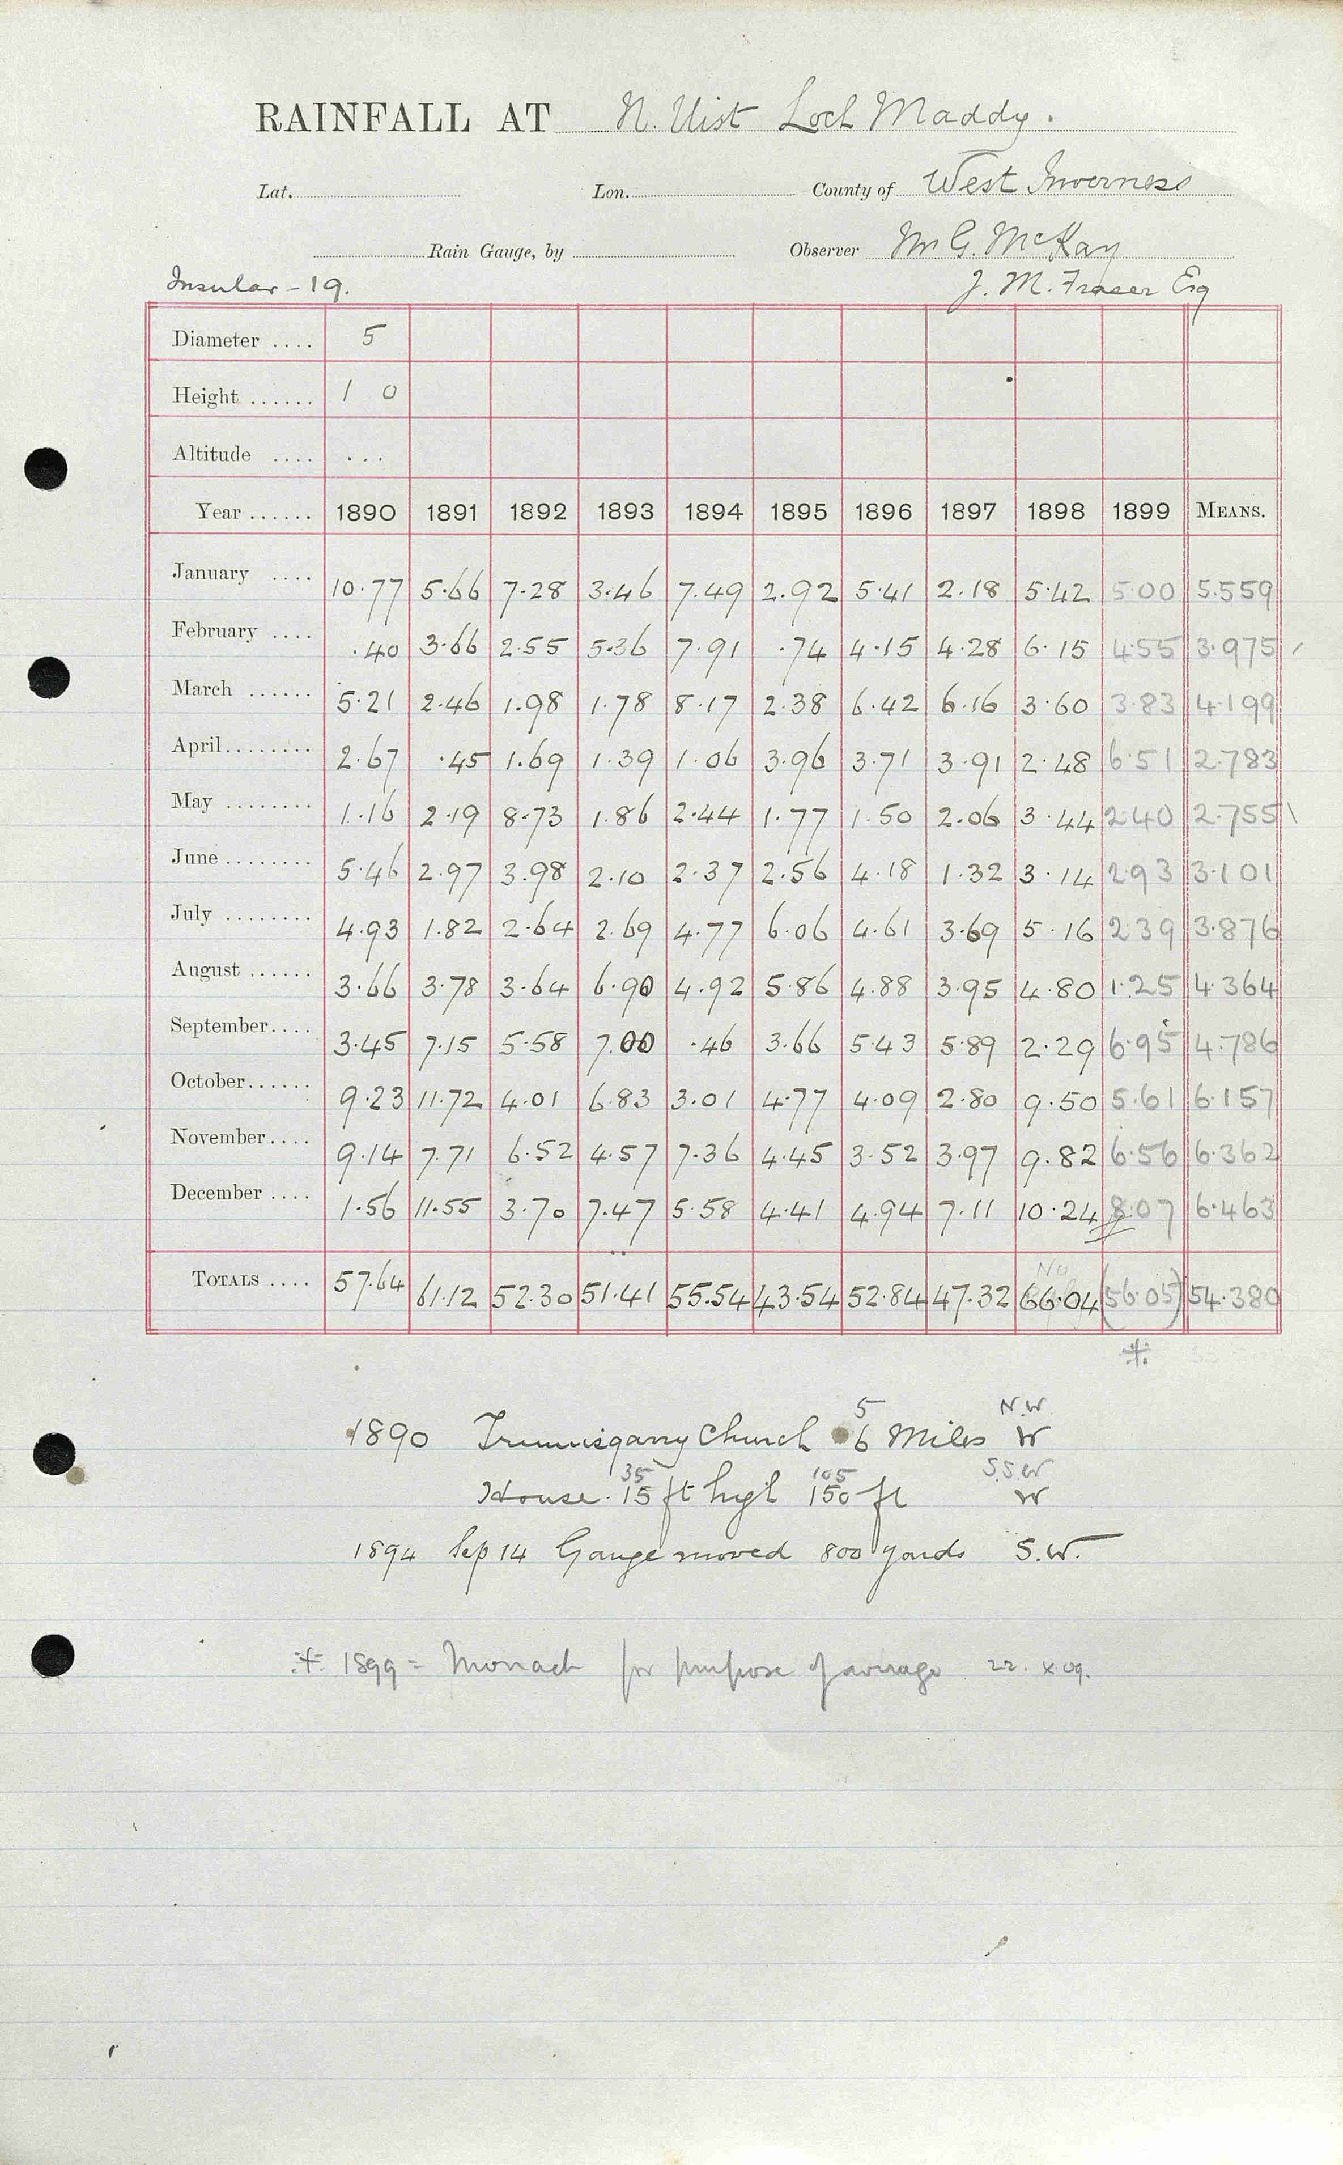 RAINFALL AT N. Uist Loch Maddy.
Lat. Lon. County of West Inverness
Rain Gauge, by Observer Mr G. McKay
Insular - 19. J. M. Fraser Esq
Diameter .... 5
Height ...... 1 0
Altitude .... ...
Year ...... 1890 1891 1892 1893 1894 1895 1896 1897 1898 1899 MEANS.
January .... 10.77 5.66 7.28 3.46 7.49 2.92 5.41 2.18 5.42 5.00 5.559
February .... .40 3.66 2.55 5.36 7.91 .74 4.15 4.28 6.15 4.55 3.975
March ...... 5.21 2.46 1.98 1.78 8.17 2.38 6.42 6.16 3.60 3.83 4.199
April........ 2.67 .45 1.69 1.39 1.06 3.96 3.71 3.91 2.48 6.51 2.783
May ........ 1.16 2.19 8.73 1.86 2.44 1.77 1.50 2.06 3.44 2.40 2.755
June ........ 5.46 2.97 3.98 2.10 2.37 2.56 4.18 1.32 3.14 2.93 3.101
July ........ 4.93 1.82 2.64 2.69 4.77 6.06 4.61 3.69 5.16 2.39 3.876
August ...... 3.66 3.78 3.64 6.90 4.92 5.86 4.88 3.95 4.80 1.25 4.364
September.... 3.45 7.15 5.58 7.00 .46 3.66 5.43 5.89 2.29 6.95 4.786
October...... 9.23 11.72 4.01 6.83 3.01 4.77 4.09 2.80 9.50 5.61 6.157
November.... 9.14 7.71 6.52 4.57 7.36 4.45 3.52 3.97 9.82 6.56 6.362
December .... 1.56 11.55 3.70 7.47 5.58 4.41 4.94 7.11 10.24 8.07 6.463
No
TOTALS .... 57.64 61.12 52.30 51.41 55.54 43.54 52.84 47.32 66.04 (56.05) 54.380
*
5 N.W
1890 Trumisgarry Church 6 Miles W
35 105 S.S.W
House 15 ft high 150 ft W
1894 Sep 14 Gauge moved 800 yards S.W.
* 1899 = Monach for purpose of average 22. x 09.